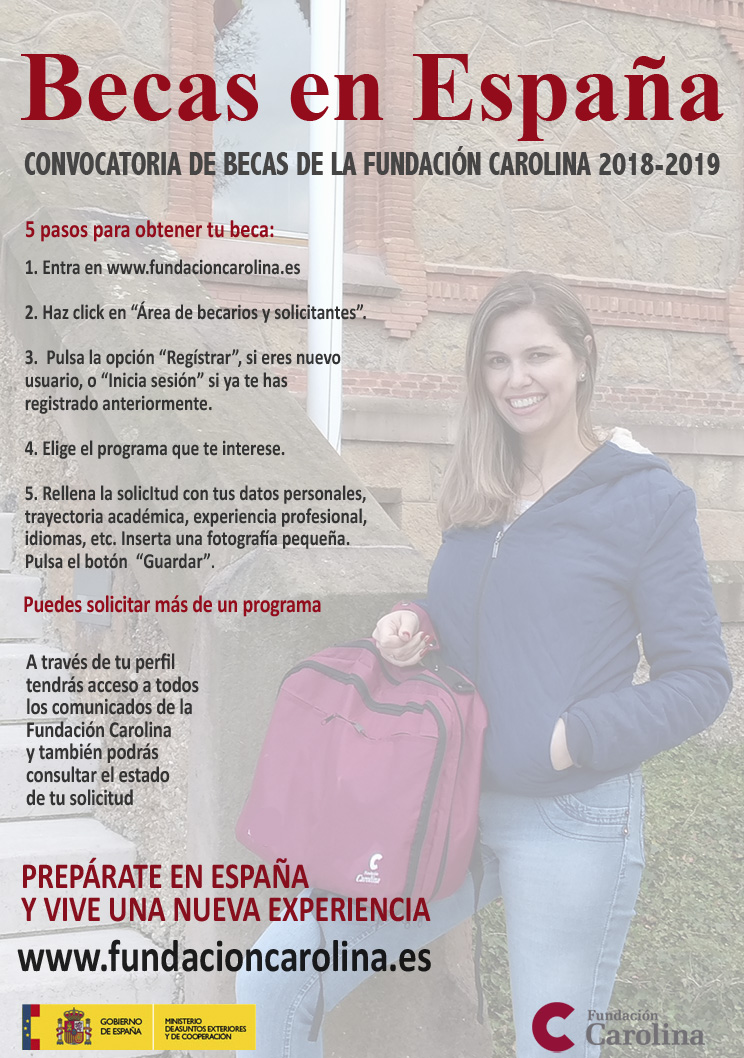 Becas en España
CONVOCATORIA DE BECAS DE LA FUNDACIÓN CAROLINA 2018-2019
5 pasos para obtener tu beca:
1. Entra en www.fundacioncarolina.es
2. Haz click en “Área de becarios y solicitantes”.
3.  Pulsa la opción “Regístrar”, si eres nuevo
usuario, o “Inicia sesión” si ya te has
registrado anteriormente.
4. Elige el programa que te interese.
5. Rellena la solicItud con tus datos personales,
trayectoria académica, experiencia profesional,
idiomas, etc. Inserta una fotografía pequeña.
Pulsa el botón  “Guardar”.
Puedes solicitar más de un programa
A través de tu perfil
tendrás acceso a todos
los comunicados de la
Fundación Carolina
y también podrás
consultar el estado
de tu solicitud
Fundación
Carolina
PREPÁRATE EN ESPAÑA
Y VIVE UNA NUEVA EXPERIENCIA
www.fundacioncarolina.es
GOBIERNO
DE ESPAÑA
MINISTERIO
DE ASUNTOS EXTERIORES
Y DE COOPERACIÓN
Fundación
Carolina